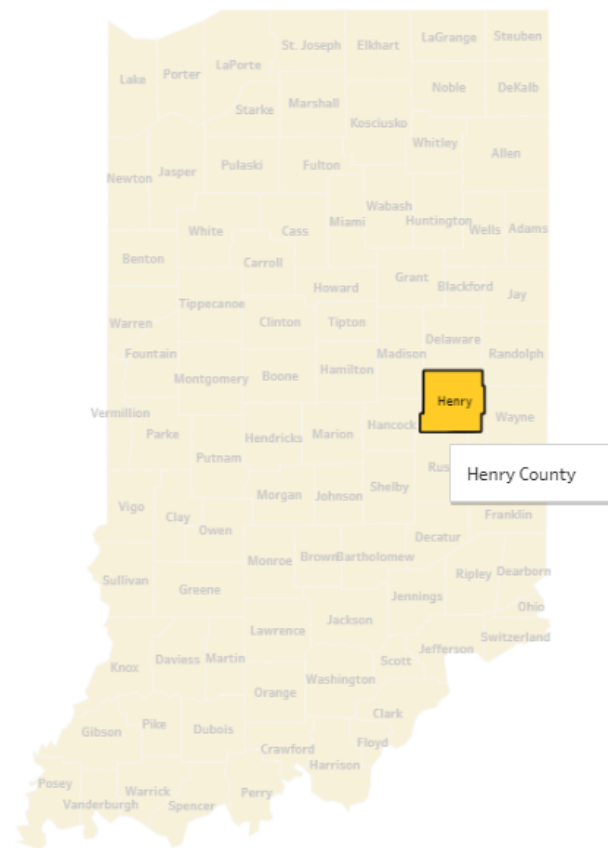 St. Joseph
Elkhart
LaGrange
Steuben
Lake
Porter
LaPorte
Noble
DeKalb
Starke
Marshall
Kosciusko
Whitley
Allen
Newton
Jasper
Pulaski
Fulton
White
Cass
Miami
Wabash
Huntington
Wells
Adams
Benton
Carroll
Howard
Grant
Blackford
Jay
Tippecanoe
Warren
Clinton
Tipton
Delaware
Fountain
Madison
Randolph
Montgomery
Boone
Hamilton
Henry
Vermillion
Parke
Hendricks
Marion
Hancock
Wayne
Putnam
Rus
Henry County
Morgan
Johnson
Shelby
Vigo
Clay
Owen
Franklin
Decatur
Monroe
Brown
Bartholomew
Sullivan
Greene
Ripley
Dearborn
Jennings
Ohio
Lawrence
Jackson
Switzerland
Jefferson
Knox
Daviess
Martin
Scott
Washington
Orange
Clark
Gibson
Pike
Dubois
Floyd
Crawford
Harrison
Posey
Vanderburgh
Warrick
Spencer
Perry